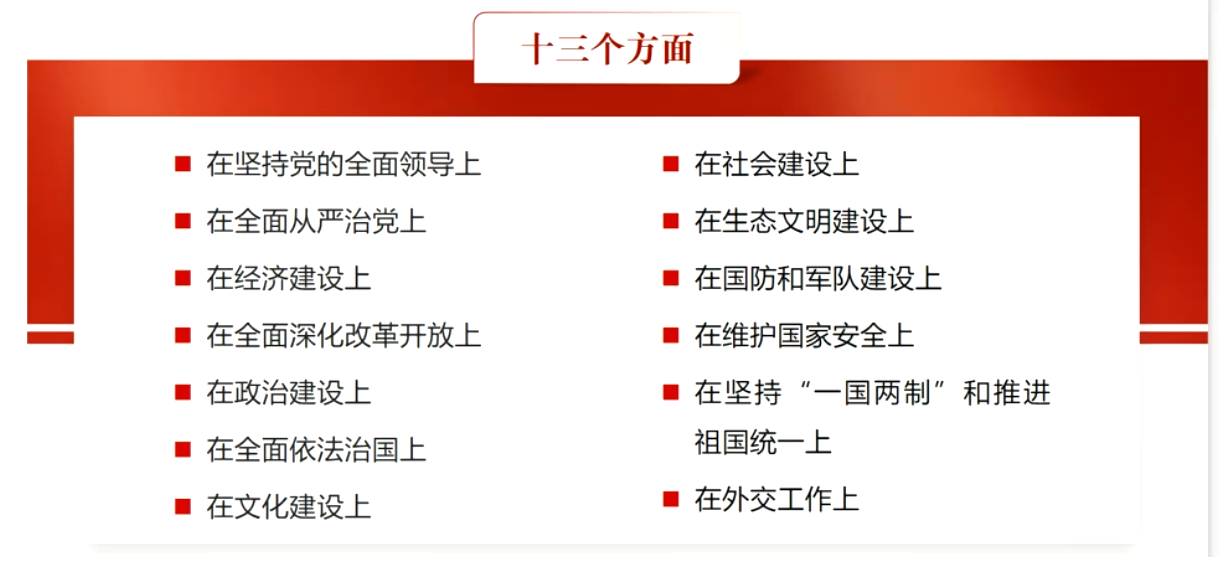 十三个方面
在坚持党的全面领导上
在全面从严治党上
在经济建设上
在全面深化改革开放上
在政治建设上
在全面依法治国上
在文化建设上
在社会建设上
在生态文明建设上
在国防和军队建设上
在维护国家安全上
在坚持“一国两制”和推进
祖国统一上
在外交工作上